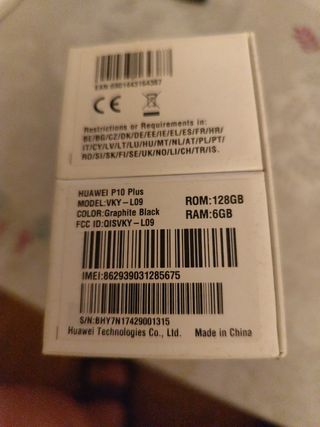 EAN:6901443164387
CE
Restrictions or Requirements in:
BE/BG/CZ/DK/DE/EE/IE/EL/ES/FR/HR/
IT/CY/LV/LT/LU/HU/MT/NL/AT/PL/PT/
RO/SI/SK/FI/SE/UK/NO/LI/CH/TR/IS.
HUAWEI P10 Plus
MODEL:VKY-L09
ROM:128GB
COLOR:Graphite Black
RAM:6GB
FCC ID:QISVKY-L09
IMEI:862939031285675
S/N:8HY7N17429001315
Huawei Technologies Co., Ltd. Made in China